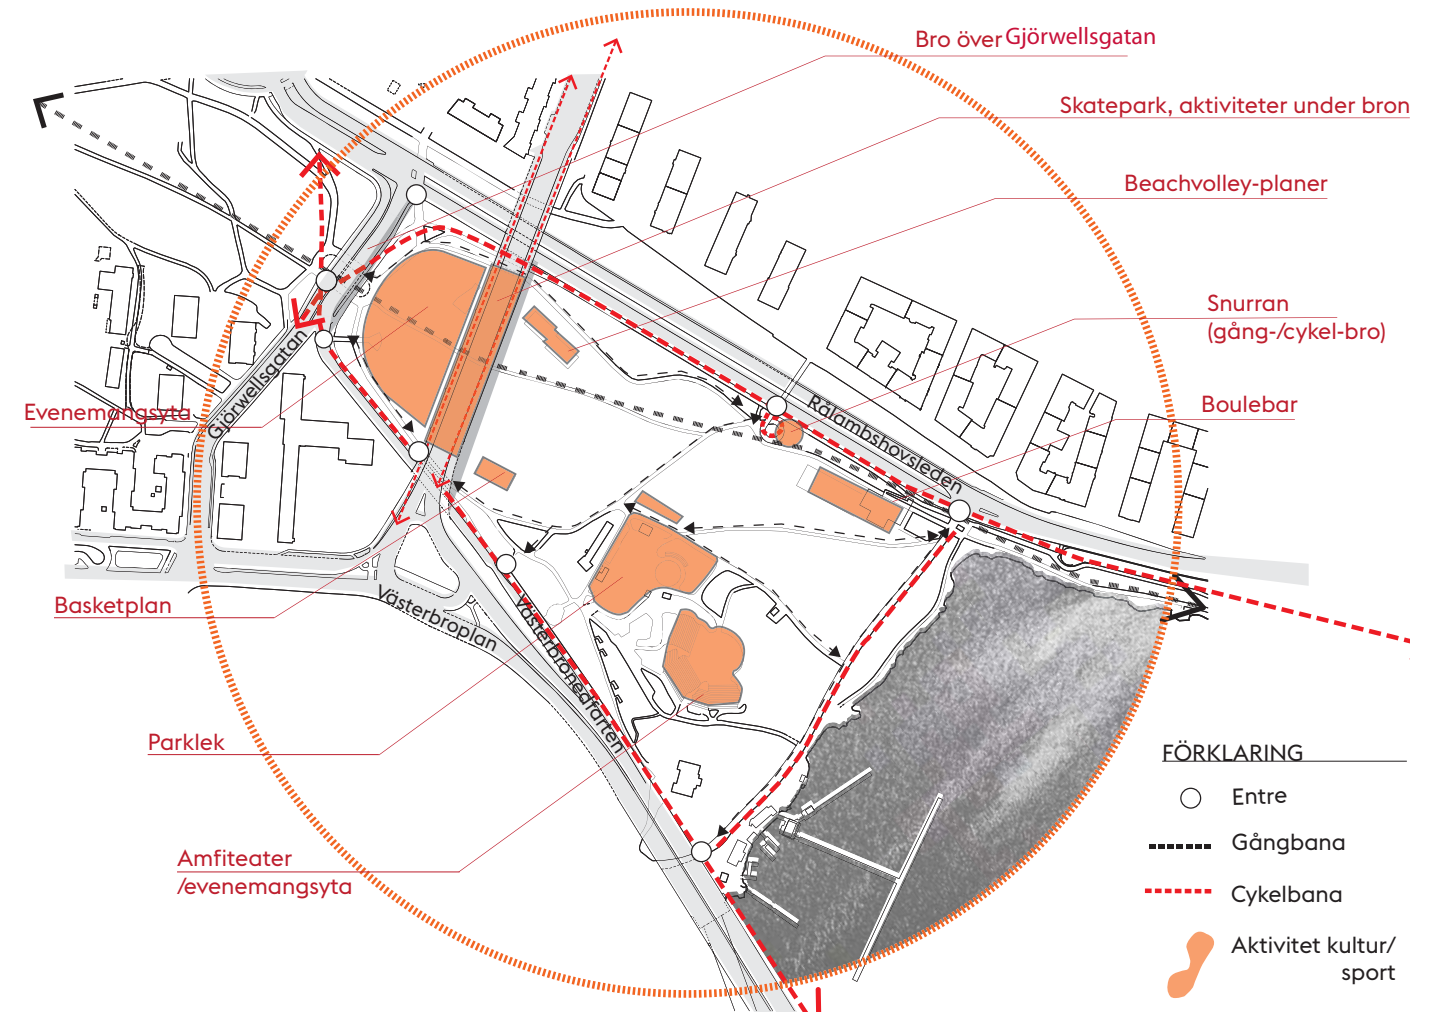 Bro över Gjörwellsgatan
Skatepark, aktiviteter under bron
Beachvolley-planer
Snurran
(gång-/cykel-bro)
Boulebar
Rålambshovsleden
Gjörwellsgatan
Evenemangsyta
Basketplan
Västerbroplan
Västerbronedfarten
Parklek
Amfiteater
/evenemangsyta
FÖRKLARING
Entre
Gångbana
Cykelbana
Aktivitet kultur/
sport